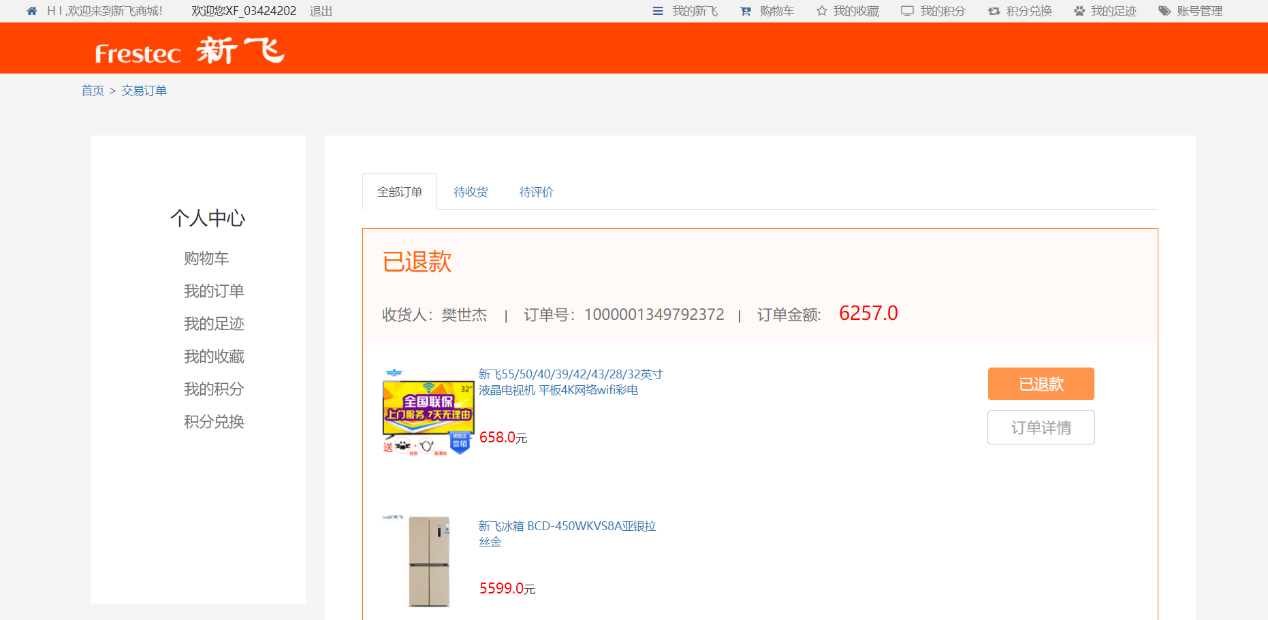 H I ,欢迎来到新飞商城! 欢迎您XF_03424202 退出 我的新飞 购物车 我的收藏 我的积分 积分兑换 我的足迹 账号管理
Frestec 新飞
首页 > 交易订单
全部订单 待收货 待评价
个人中心
购物车
我的订单
我的足迹
我的收藏
我的积分
积分兑换
已退款
收货人: 樊世杰 | 订单号: 1000001349792372 | 订单金额: 6257.0
新飞55/50/40/39/42/43/28/32英寸
液晶电视机 平板4K网络wifi彩电
32"
全国联保
上门服务 7天无理由
送
音箱
658.0元
已退款
订单详情
新飞冰箱 BCD-450WKVS8A亚银拉
丝金
5599.0元